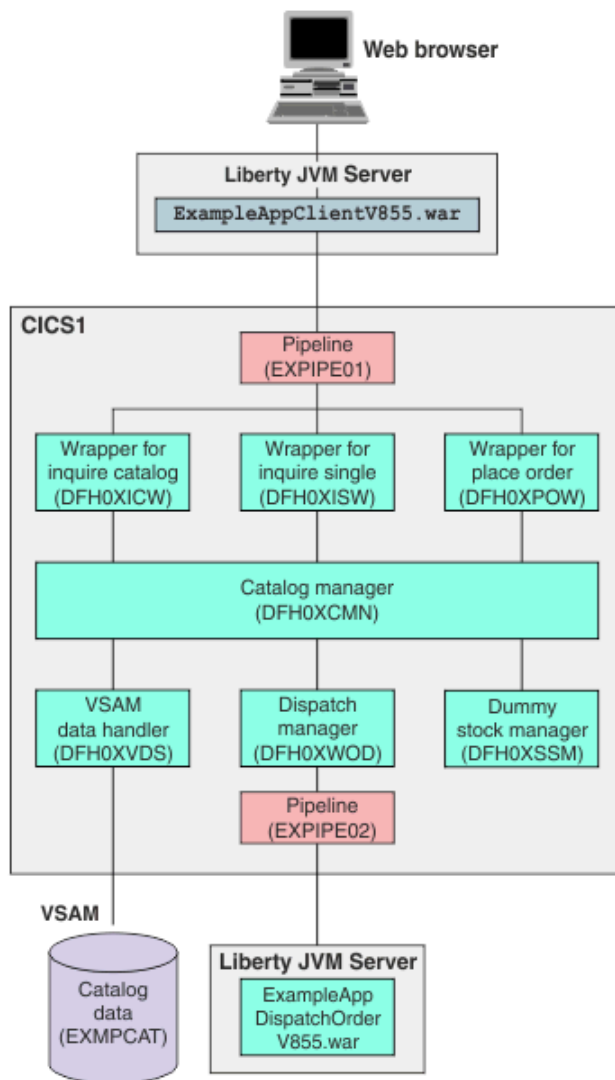 Web browser
Liberty JVM Server
ExampleAppClientV855.war
CICS1
Pipeline
(EXPIPE01)
Wrapper for
inquire catalog
(DFH0XICW)
Wrapper for
inquire single
(DFH0XISW)
Wrapper for
place order
(DFH0XPOW)
Catalog manager
(DFH0XCMN)
VSAM
data handler
(DFH0XVDS)
Dispatch
manager
(DFH0XWOD)
Dummy
stock manager
(DFH0XSSM)
Pipeline
(EXPIPE02)
VSAM
Catalog
data
(EXMPCAT)
Liberty JVM Server
ExampleApp
DispatchOrder
V855.war